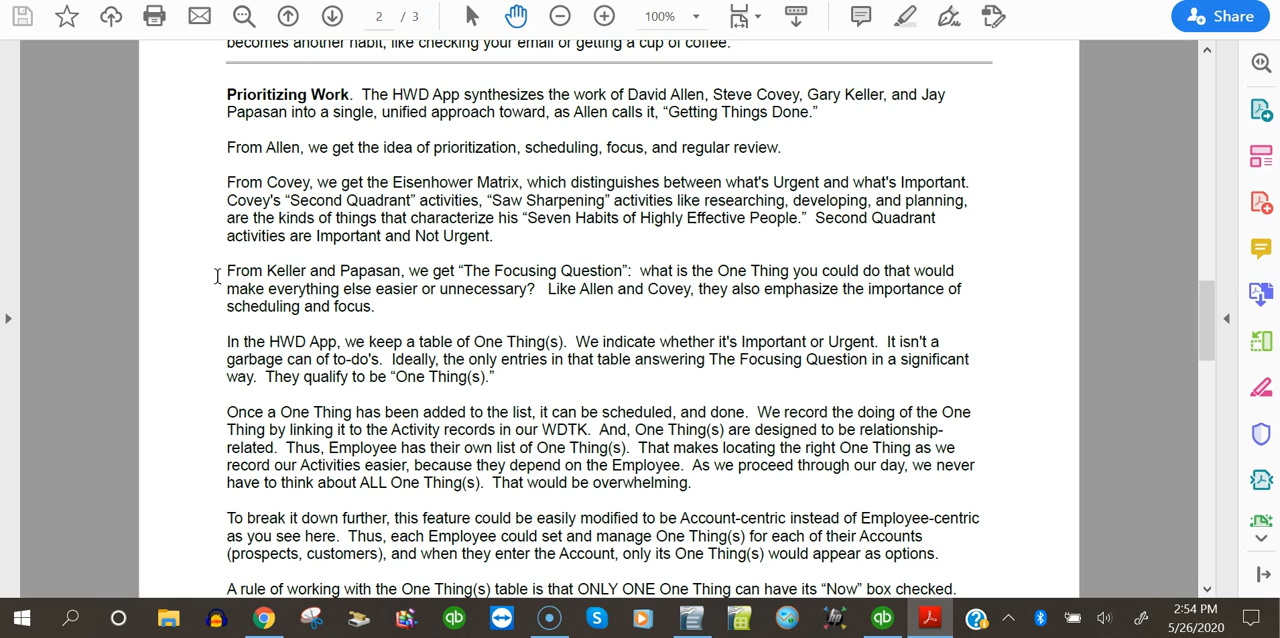 2 / 3
100%
Share
becomes another habit, like checking your email or getting a cup of coffee.
Prioritizing Work.  The HWD App synthesizes the work of David Allen, Steve Covey, Gary Keller, and Jay
Papasan into a single, unified approach toward, as Allen calls it, “Getting Things Done.”
From Allen, we get the idea of prioritization, scheduling, focus, and regular review.
From Covey, we get the Eisenhower Matrix, which distinguishes between what's Urgent and what's Important.
Covey's “Second Quadrant” activities, “Saw Sharpening” activities like researching, developing, and planning,
are the kinds of things that characterize his “Seven Habits of Highly Effective People.”  Second Quadrant
activities are Important and Not Urgent.
From Keller and Papasan, we get “The Focusing Question”:  what is the One Thing you could do that would
make everything else easier or unnecessary?   Like Allen and Covey, they also emphasize the importance of
scheduling and focus.
In the HWD App, we keep a table of One Thing(s).  We indicate whether it's Important or Urgent.  It isn't a
garbage can of to-do's.  Ideally, the only entries in that table answering The Focusing Question in a significant
way.  They qualify to be “One Thing(s).”
Once a One Thing has been added to the list, it can be scheduled, and done.  We record the doing of the One
Thing by linking it to the Activity records in our WDTK.  And, One Thing(s) are designed to be relationship-
related.  Thus, Employee has their own list of One Thing(s).  That makes locating the right One Thing as we
record our Activities easier, because they depend on the Employee.  As we proceed through our day, we never
have to think about ALL One Thing(s).  That would be overwhelming.
To break it down further, this feature could be easily modified to be Account-centric instead of Employee-centric
as you see here.  Thus, each Employee could set and manage One Thing(s) for each of their Accounts
(prospects, customers), and when they enter the Account, only its One Thing(s) would appear as options.
A rule of working with the One Thing(s) table is that ONLY ONE One Thing can have its “Now” box checked.
2:54 PM
5/26/2020